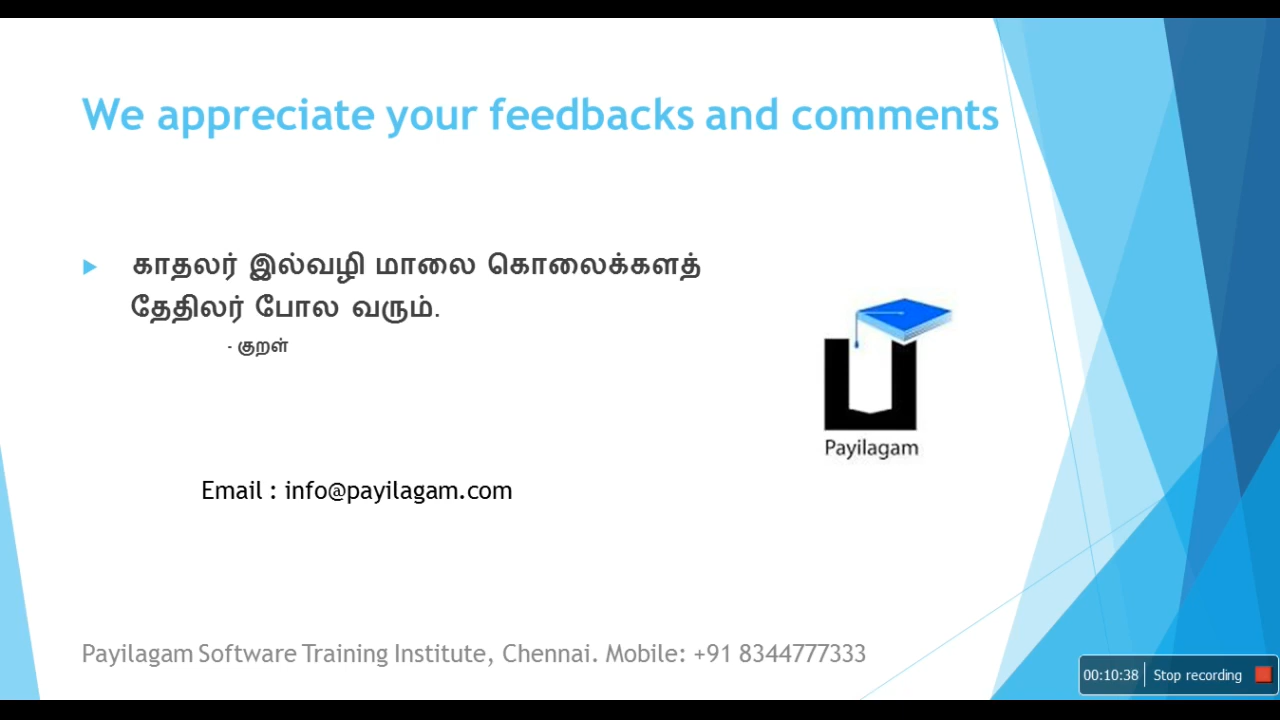 We appreciate your feedbacks and comments
காதலர் இல்வழி மாலை கொலைக்களத்
தேதிலர் போல வரும்.
- குறள்
Payilagam
Email : info@payilagam.com
Payilagam Software Training Institute, Chennai. Mobile: +91 8344777333
00:10:38 Stop recording